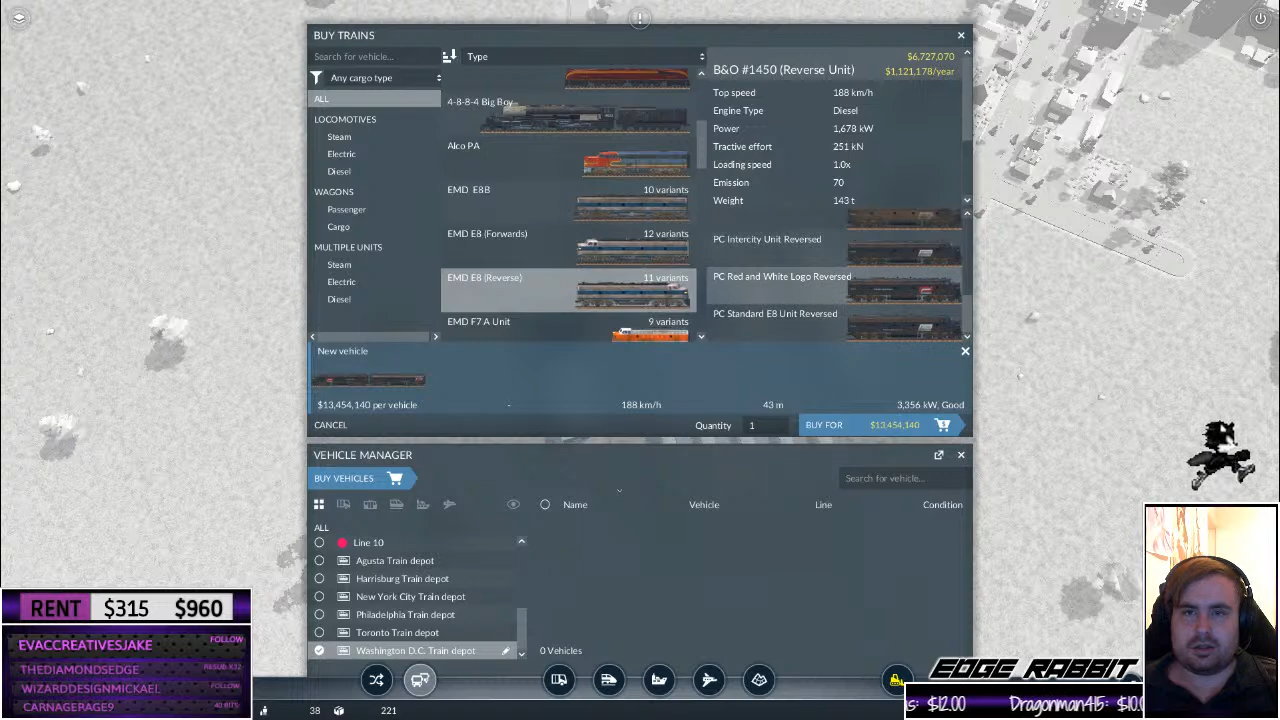 BUY TRAINS
Search for vehicle...
Type
Any cargo type
ALL
LOCOMOTIVES
Steam
Electric
Diesel
WAGONS
Passenger
Cargo
MULTIPLE UNITS
Steam
Electric
Diesel
4-8-8-4 Big Boy
Alco PA
EMD E8B 10 variants
EMD E8 (Forwards) 12 variants
EMD E8 (Reverse) 11 variants
EMD F7 A Unit 9 variants
$6,727,070
B&O #1450 (Reverse Unit) $1,121,178/year
Top speed 188 km/h
Engine Type Diesel
Power 1,678 kW
Tractive effort 251 kN
Loading speed 1.0x
Emission 70
Weight 143 t
PC Intercity Unit Reversed
PC Red and White Logo Reversed
PC Standard E8 Unit Reversed
New vehicle
$13,454,140 per vehicle - 188 km/h 43 m 3,356 kW, Good
CANCEL Quantity 1 BUY FOR $13,454,140
VEHICLE MANAGER
BUY VEHICLES
Search for vehicle...
Name Vehicle Line Condition
ALL
Line 10
Agusta Train depot
Harrisburg Train depot
New York City Train depot
Philadelphia Train depot
Toronto Train depot
Washington D.C. Train depot 0 Vehicles
38 221
RENT $315 $960
EVACCREATIVESJAKE FOLLOW
THEDIAMONDSEDGE RESUB X32
WIZARDDESIGNMICKAEL FOLLOW
CARNAGEPAGE9 40 BITS
EDGE RABBIT
s: $12.00 Dragonman415: $10.0